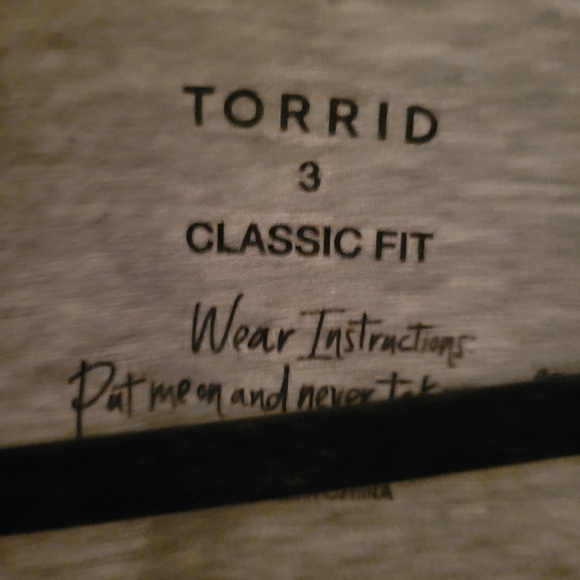 TORRID
3
CLASSIC FIT
Wear Instructions
Put me on and never